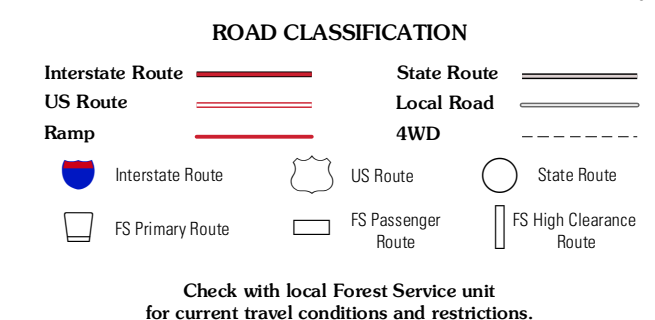 ROAD CLASSIFICATION
Interstate Route
State Route
US Route
Local Road
Ramp
4WD
Interstate Route
US Route
State Route
FS Primary Route
FS Passenger
Route
FS High Clearance
Route
Check with local Forest Service unit
for current travel conditions and restrictions.